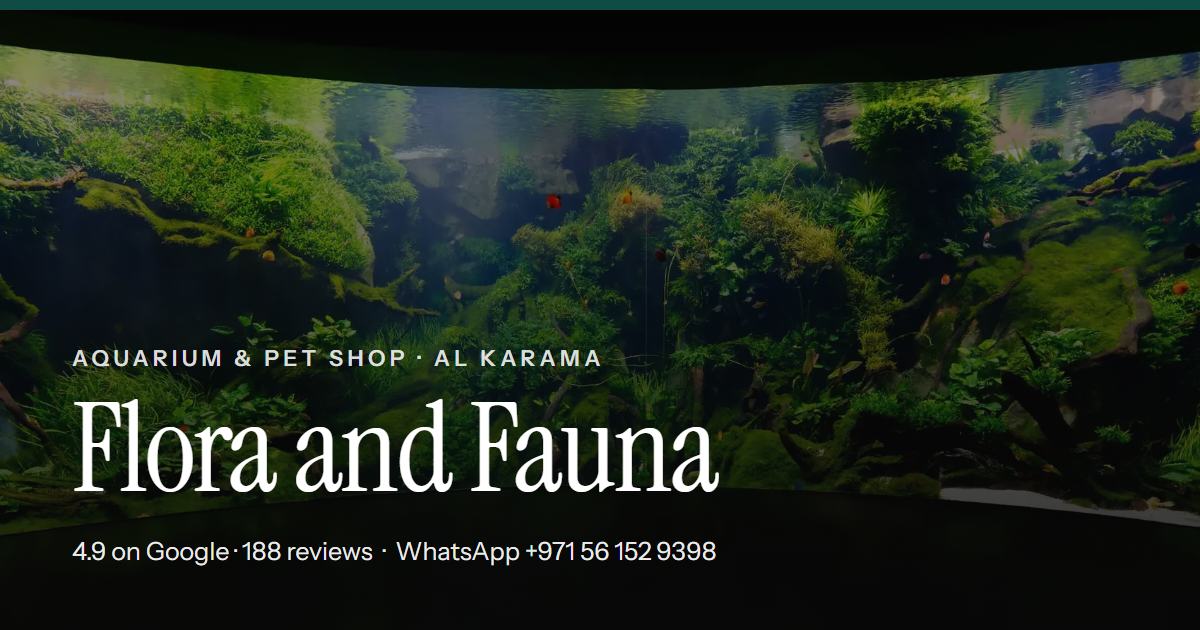 AQUARIUM & PET SHOP · AL KARAMA
Flora and Fauna
4.9 on Google · 188 reviews · WhatsApp +971 56 152 9398